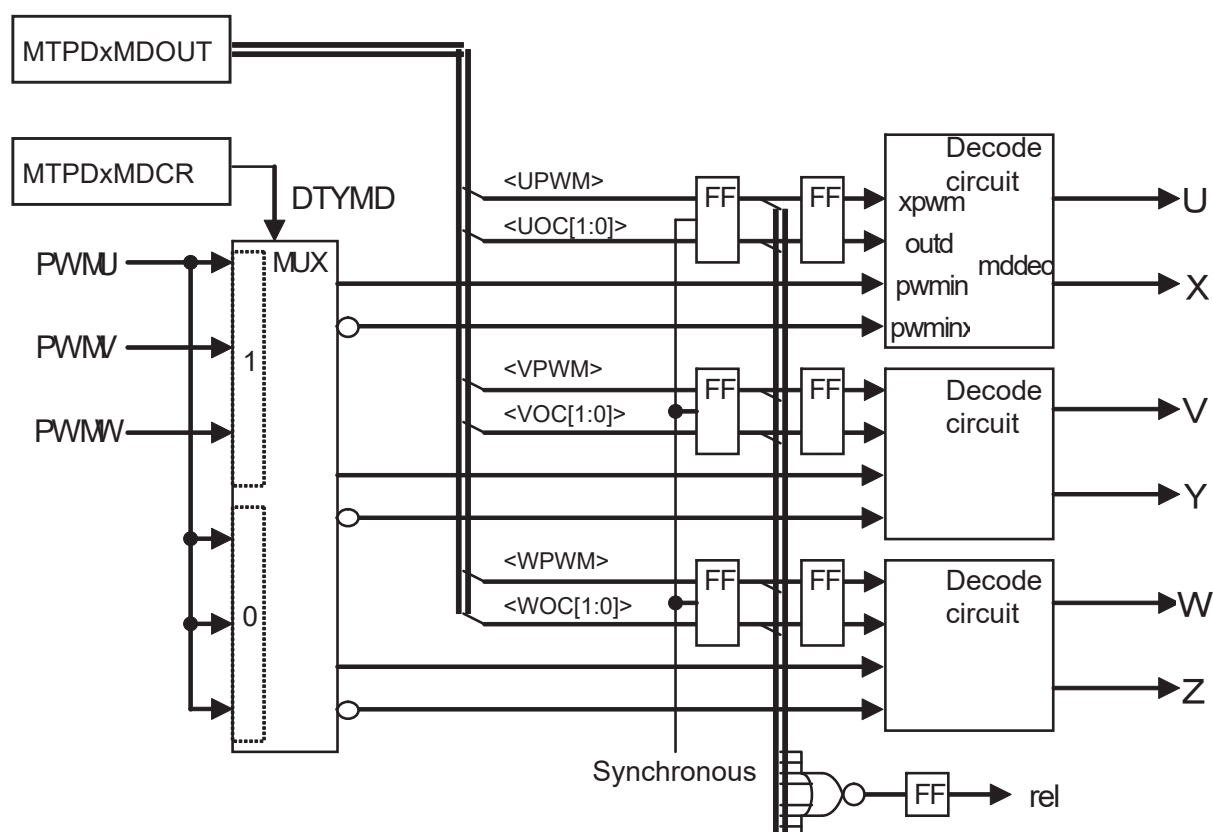 MTPDxMDOUT
MTPDxMDCR
DTYMD
MUX
PWMU
PWMV
PWMW
1
0
<UPWM>
<UOC[1:0]>
FF
FF
Decode
circuit
xpwm
outd
mddec
pwmin
pwminx
U
X
<VPWM>
<VOC[1:0]>
FF
FF
Decode
circuit
V
Y
<WPWM>
<WOC[1:0]>
FF
FF
Decode
circuit
W
Z
Synchronous
FF
rel